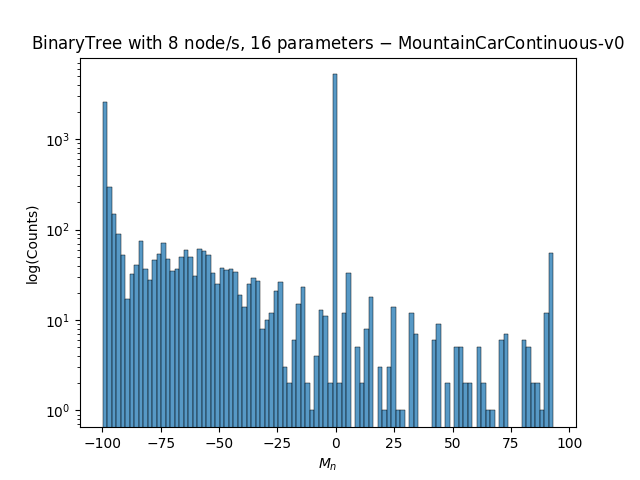 BinaryTree with 8 node/s, 16 parameters − MountainCarContinuous-v0
log(Counts)
10³
10²
10¹
10⁰
−100 −75 −50 −25 0 25 50 75 100
Mₙ